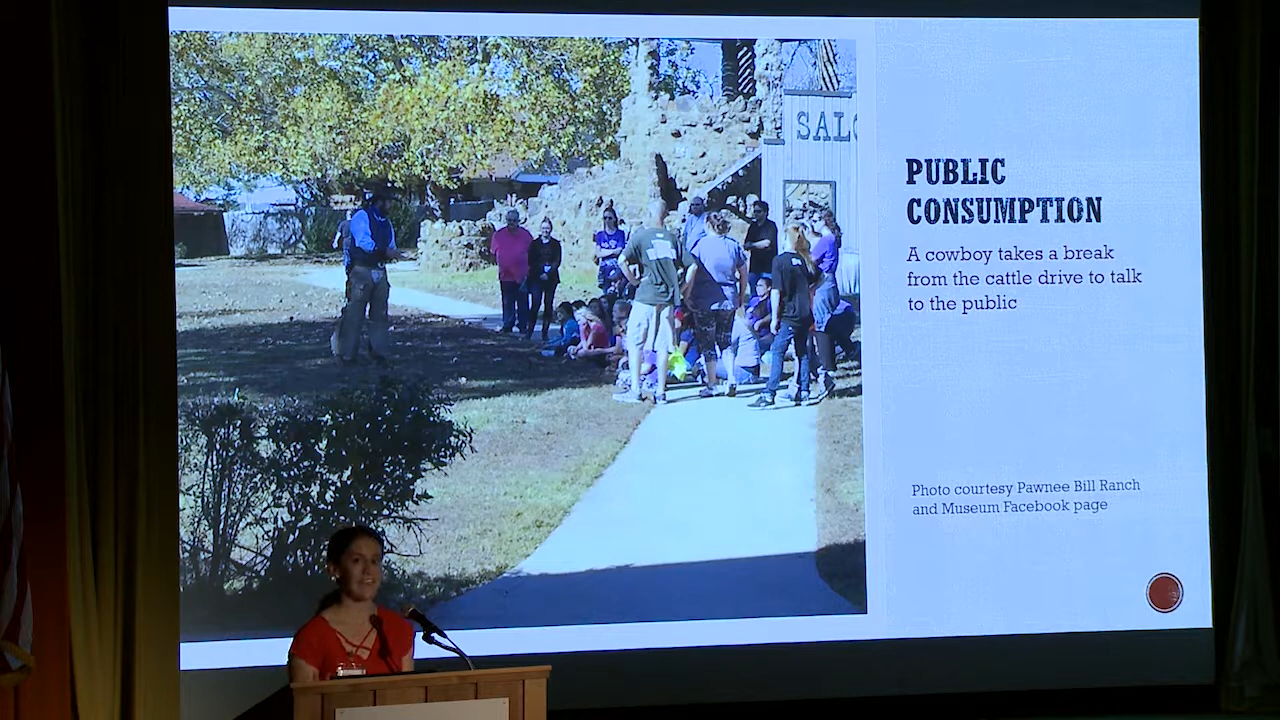 SALO
PUBLIC
CONSUMPTION
A cowboy takes a break
from the cattle drive to talk
to the public
Photo courtesy Pawnee Bill Ranch
and Museum Facebook page